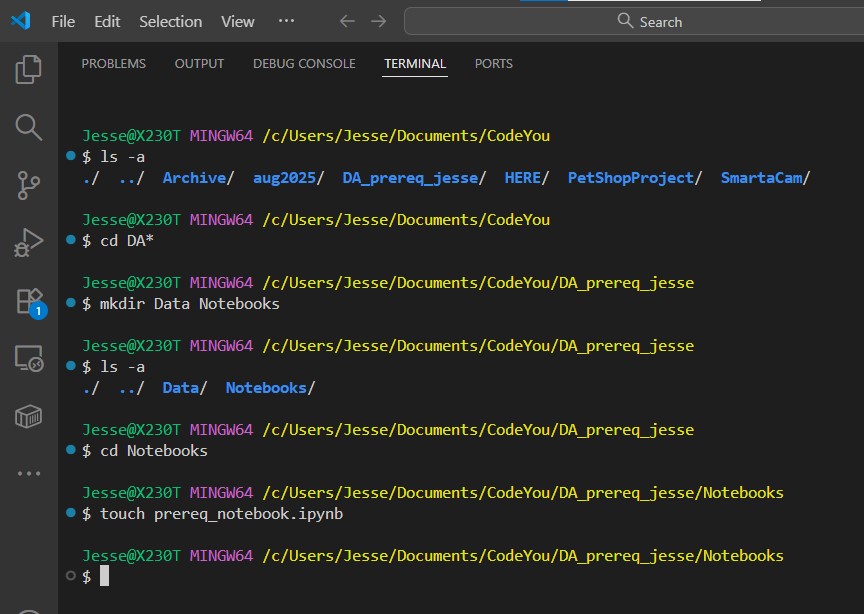 File Edit Selection View ···
Search
PROBLEMS OUTPUT DEBUG CONSOLE TERMINAL PORTS
Jesse@X230T MINGW64 /c/Users/Jesse/Documents/CodeYou
$ ls -a
./ ../ Archive/ aug2025/ DA_prereq_jesse/ HERE/ PetShopProject/ SmartaCam/
Jesse@X230T MINGW64 /c/Users/Jesse/Documents/CodeYou
$ cd DA*
Jesse@X230T MINGW64 /c/Users/Jesse/Documents/CodeYou/DA_prereq_jesse
$ mkdir Data Notebooks
Jesse@X230T MINGW64 /c/Users/Jesse/Documents/CodeYou/DA_prereq_jesse
$ ls -a
./ ../ Data/ Notebooks/
Jesse@X230T MINGW64 /c/Users/Jesse/Documents/CodeYou/DA_prereq_jesse
$ cd Notebooks
Jesse@X230T MINGW64 /c/Users/Jesse/Documents/CodeYou/DA_prereq_jesse/Notebooks
$ touch prereq_notebook.ipynb
Jesse@X230T MINGW64 /c/Users/Jesse/Documents/CodeYou/DA_prereq_jesse/Notebooks
$
1